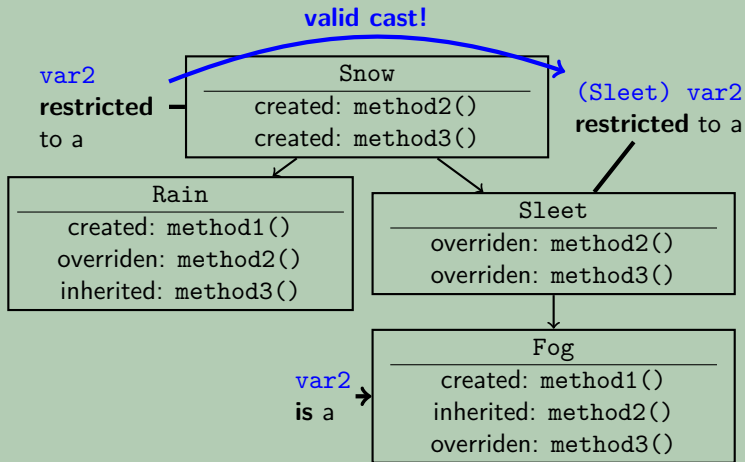 valid cast!
var2
restricted
to a
Snow
created: method2()
created: method3()
(Sleet) var2
restricted to a
Rain
created: method1()
overriden: method2()
inherited: method3()
Sleet
overriden: method2()
overriden: method3()
var2
is a
Fog
created: method1()
inherited: method2()
overriden: method3()